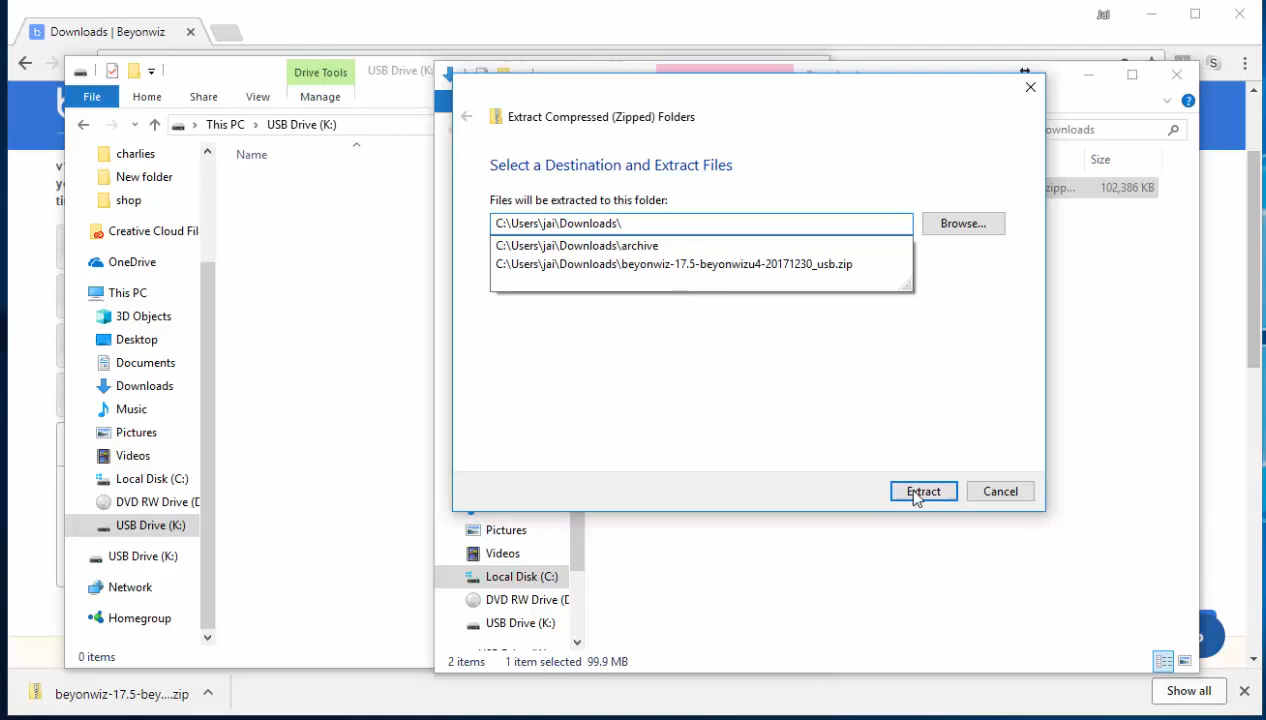 Downloads | Beyonwiz
Jai
Drive Tools
USB Drive (K:
File
Home
Share
View
Manage
This PC
USB Drive (K:)
Name
charlies
New folder
shop
Creative Cloud Fil
OneDrive
This PC
3D Objects
Desktop
Documents
Downloads
Music
Pictures
Videos
Local Disk (C:)
DVD RW Drive (D
USB Drive (K:)
USB Drive (K:)
Network
Homegroup
0 items
Extract Compressed (Zipped) Folders
Select a Destination and Extract Files
Files will be extracted to this folder:
C:\Users\jai\Downloads\
Browse...
C:\Users\jai\Downloads\archive
C:\Users\jai\Downloads\beyonwiz-17.5-beyonwizu4-20171230_usb.zip
Extract
Cancel
ownloads
Size
zipp...
102,386 KB
Pictures
Videos
Local Disk (C:)
DVD RW Drive (D
USB Drive (K:)
2 items
1 item selected 99.9 MB
beyonwiz-17.5-bey....zip
Show all